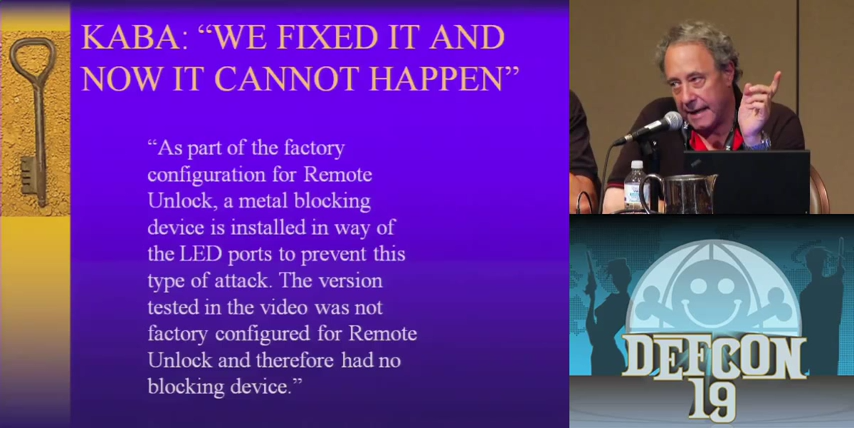 KABA: “WE FIXED IT AND
NOW IT CANNOT HAPPEN”
“As part of the factory
configuration for Remote
Unlock, a metal blocking
device is installed in way of
the LED ports to prevent this
type of attack. The version
tested in the video was not
factory configured for Remote
Unlock and therefore had no
blocking device.”
DEFCON
19